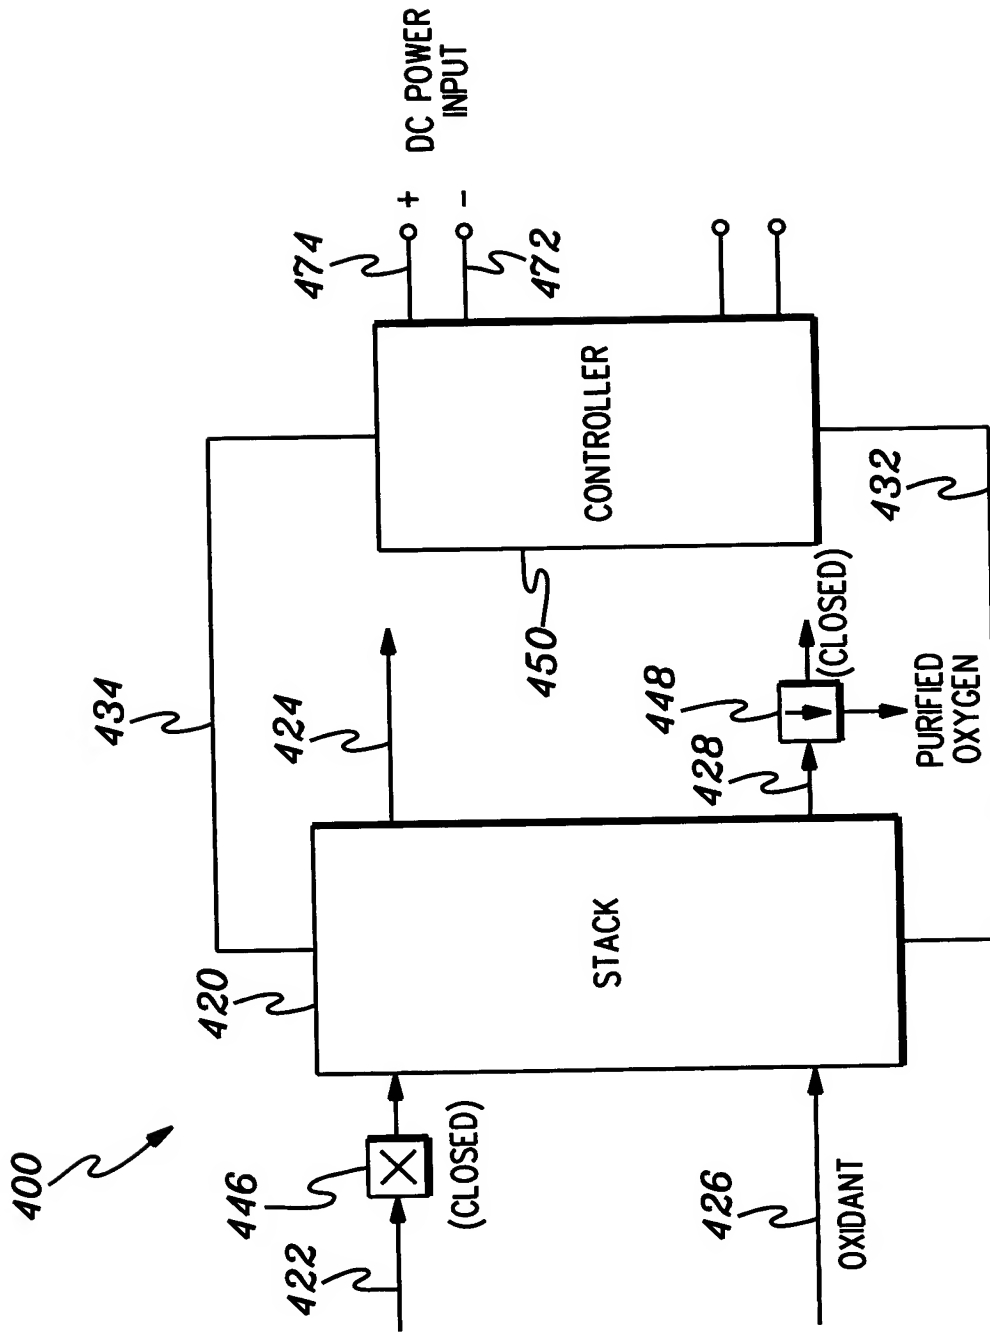 400
434
474
+
-
DC POWER
INPUT
472
420
424
STACK
CONTROLLER
450
446
(CLOSED)
422
448
428
(CLOSED)
PURIFIED
OXYGEN
432
426
OXIDANT